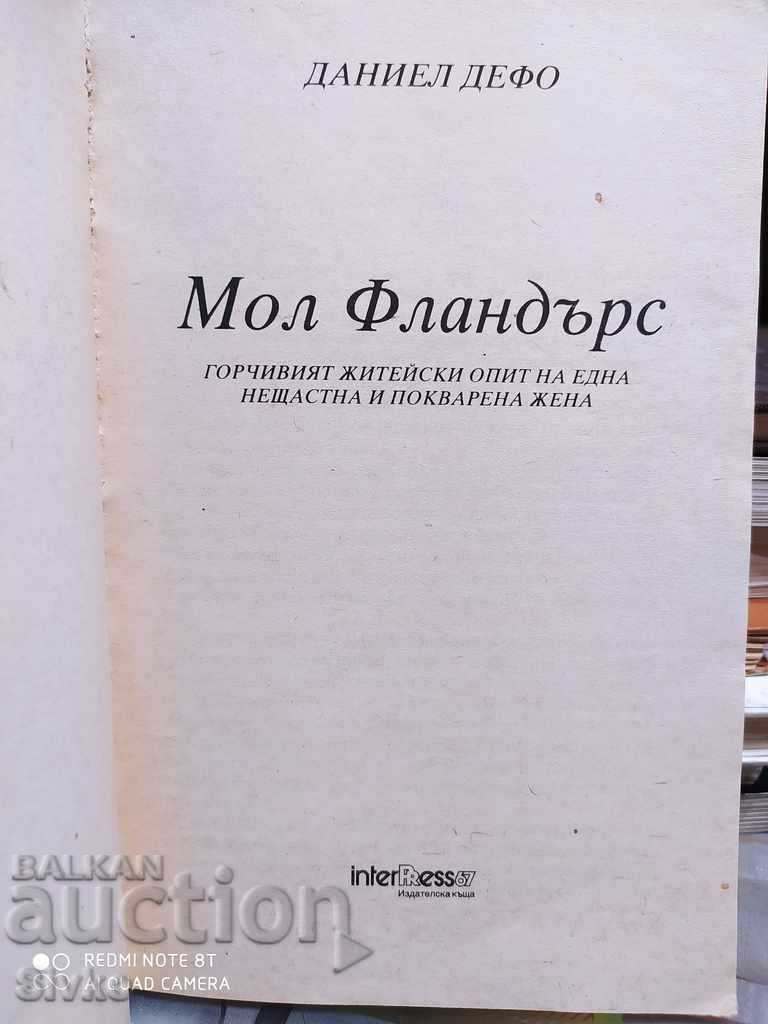 ДАНИЕЛ ДЕФО
Мол Фландърс
ГОРЧИВИЯТ ЖИТЕЙСКИ ОПИТ НА ЕДНА
НЕЩАСТНА И ПОКВАРЕНА ЖЕНА
interPRess67
Издателска къща
BALKAN
auction
REDMI NOTE 8T
AI QUAD CAMERA